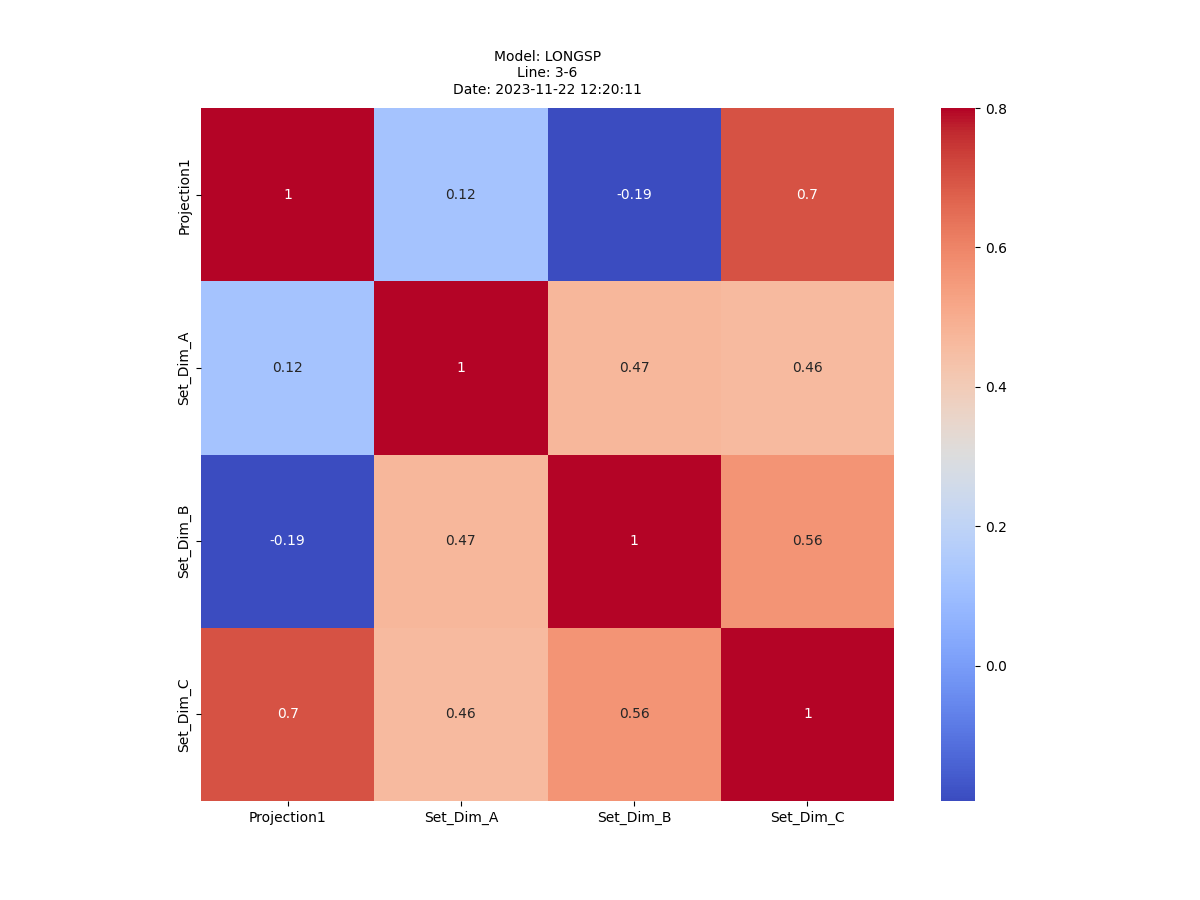 Model: LONGSP
Line: 3-6
Date: 2023-11-22 12:20:11
Projection1
1
0.12
-0.19
0.7
Set_Dim_A
0.12
1
0.47
0.46
Set_Dim_B
-0.19
0.47
1
0.56
Set_Dim_C
0.7
0.46
0.56
1
Projection1
Set_Dim_A
Set_Dim_B
Set_Dim_C
0.8
0.6
0.4
0.2
0.0